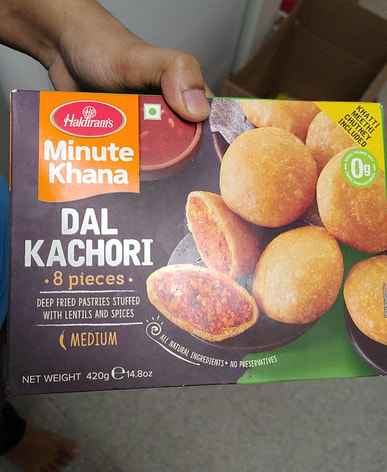 Haldiram's
Minute
Khana
DAL
KACHORI
• 8 pieces •
DEEP FRIED PASTRIES STUFFED
WITH LENTILS AND SPICES
MEDIUM
ALL NATURAL INGREDIENTS • NO PRESERVATIVES
NET WEIGHT 420g ℮ 14.8oz
KHATTI
MEETHI
CHUTNEY
INCLUDED
0g